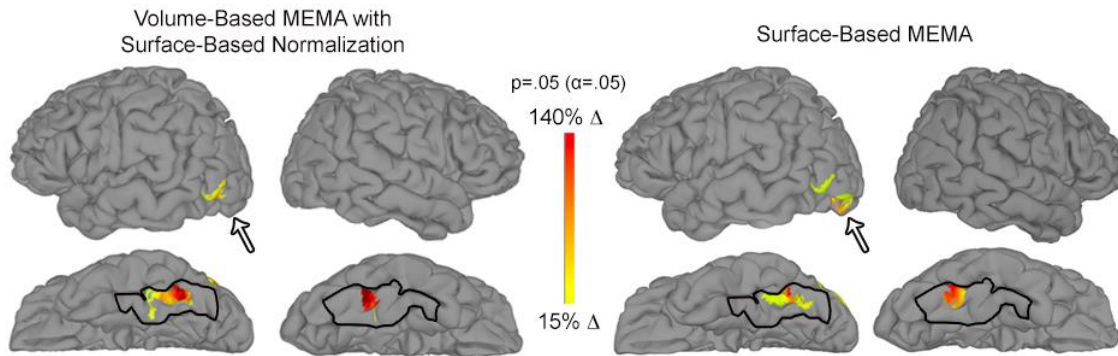 Volume-Based MEMA with
Surface-Based Normalization
Surface-Based MEMA
p=.05 (α=.05)
140% Δ
15% Δ